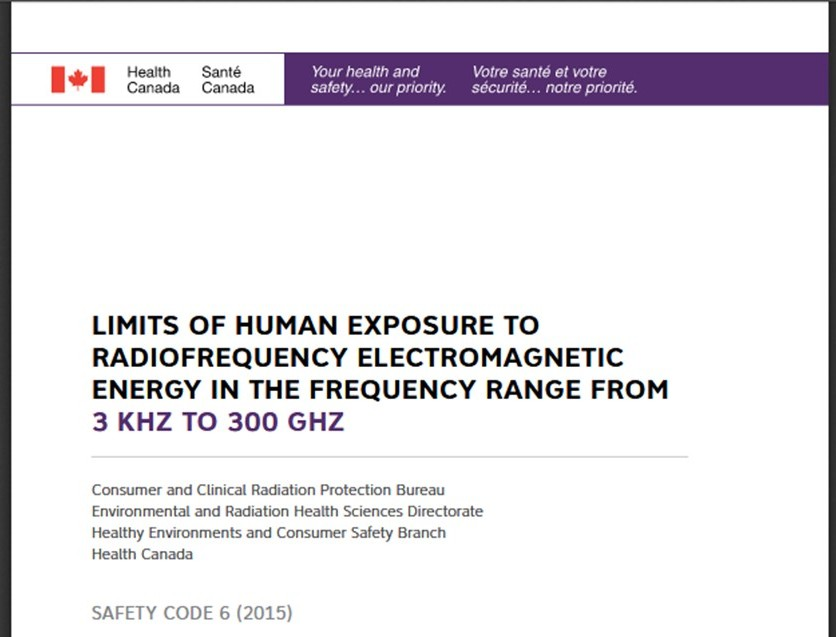 Health Canada
Santé Canada
Your health and safety... our priority.
Votre santé et votre sécurité... notre priorité.
LIMITS OF HUMAN EXPOSURE TO
RADIOFREQUENCY ELECTROMAGNETIC
ENERGY IN THE FREQUENCY RANGE FROM
3 KHZ TO 300 GHZ
Consumer and Clinical Radiation Protection Bureau
Environmental and Radiation Health Sciences Directorate
Healthy Environments and Consumer Safety Branch
Health Canada
SAFETY CODE 6 (2015)